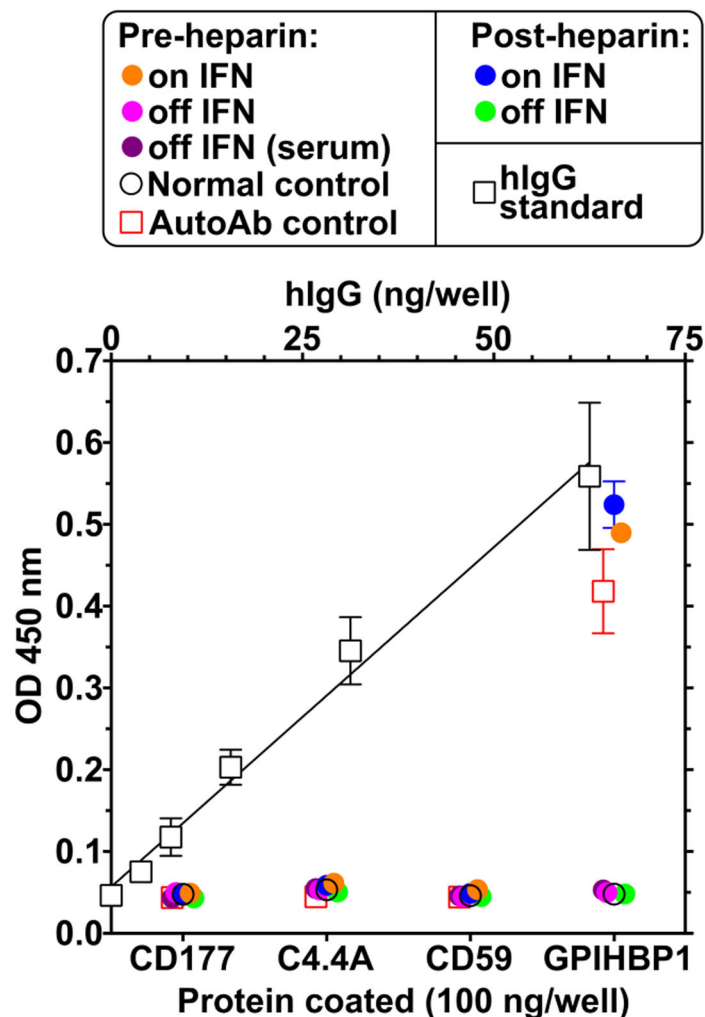 Pre-heparin:
on IFN
off IFN
off IFN (serum)
Normal control
AutoAb control
Post-heparin:
on IFN
off IFN
hIgG
standard
hIgG (ng/well)
0 25 50 75
0.7
0.6
0.5
0.4
0.3
0.2
0.1
0.0
OD 450 nm
CD177 C4.4A CD59 GPIHBP1
Protein coated (100 ng/well)